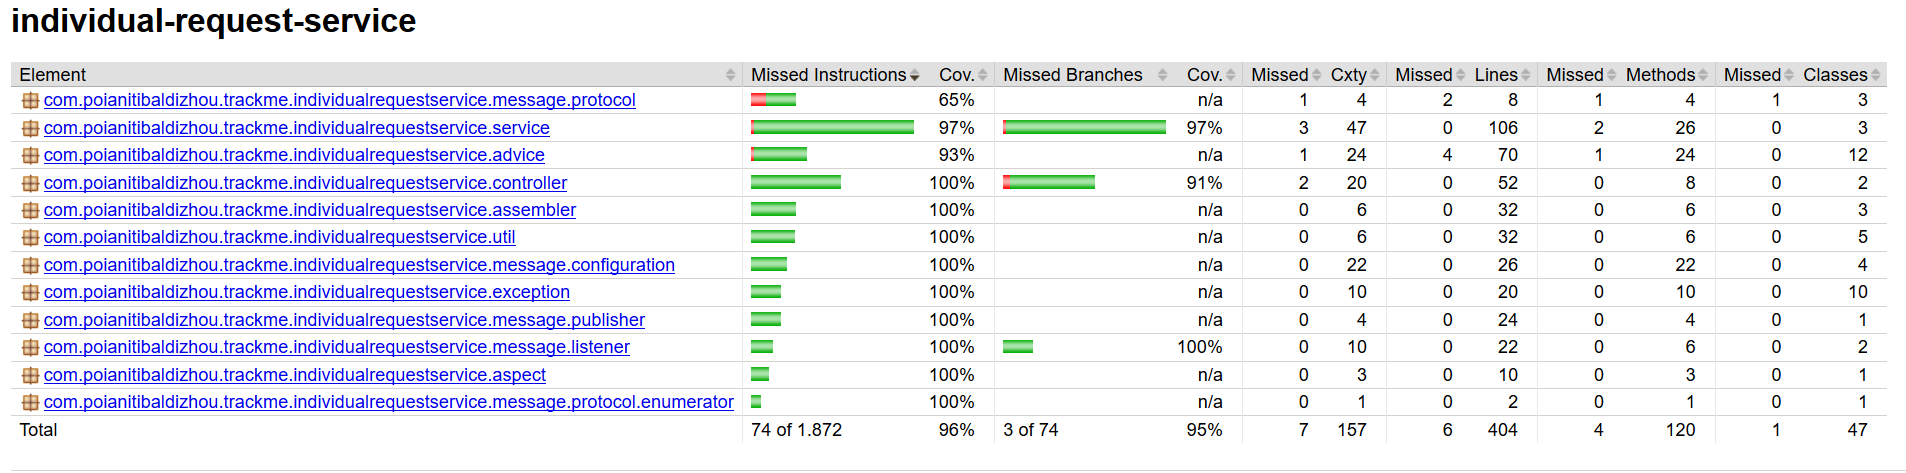 individual-request-service
Element Missed Instructions Cov. Missed Branches Cov. Missed Cxty Missed Lines Missed Methods Missed Classes
com.poianitibaldizhou.trackme.individualrequestservice.message.protocol 65% n/a 1 4 2 8 1 4 1 3
com.poianitibaldizhou.trackme.individualrequestservice.service 97% 97% 3 47 0 106 2 26 0 3
com.poianitibaldizhou.trackme.individualrequestservice.advice 93% n/a 1 24 4 70 1 24 0 12
com.poianitibaldizhou.trackme.individualrequestservice.controller 100% 91% 2 20 0 52 0 8 0 2
com.poianitibaldizhou.trackme.individualrequestservice.assembler 100% n/a 0 6 0 32 0 6 0 3
com.poianitibaldizhou.trackme.individualrequestservice.util 100% n/a 0 6 0 32 0 6 0 5
com.poianitibaldizhou.trackme.individualrequestservice.message.configuration 100% n/a 0 22 0 26 0 22 0 4
com.poianitibaldizhou.trackme.individualrequestservice.exception 100% n/a 0 10 0 20 0 10 0 10
com.poianitibaldizhou.trackme.individualrequestservice.message.publisher 100% n/a 0 4 0 24 0 4 0 1
com.poianitibaldizhou.trackme.individualrequestservice.message.listener 100% 100% 0 10 0 22 0 6 0 2
com.poianitibaldizhou.trackme.individualrequestservice.aspect 100% n/a 0 3 0 10 0 3 0 1
com.poianitibaldizhou.trackme.individualrequestservice.message.protocol.enumerator 100% n/a 0 1 0 2 0 1 0 1
Total 74 of 1.872 96% 3 of 74 95% 7 157 6 404 4 120 1 47